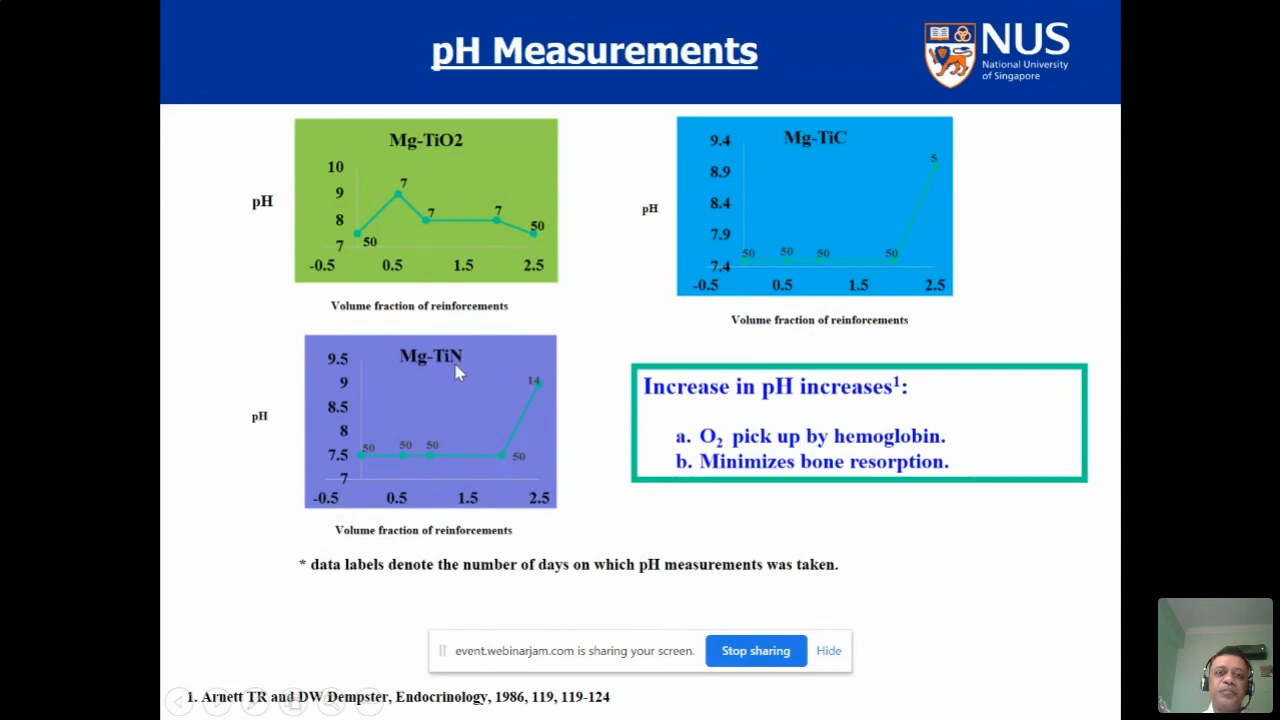 pH Measurements
NUS
National University
of Singapore
Mg-TiO2
10
9
8
7
pH
7
7
7
50
50
-0.5
0.5
1.5
2.5
Volume fraction of reinforcements
Mg-TiC
9.4
8.9
8.4
7.9
7.4
pH
50
50
50
50
5
-0.5
0.5
1.5
2.5
Volume fraction of reinforcements
Mg-TiN
9.5
9
8.5
8
7.5
7
pH
50
50
50
50
14
-0.5
0.5
1.5
2.5
Volume fraction of reinforcements
Increase in pH increases¹:
a. O₂ pick up by hemoglobin.
b. Minimizes bone resorption.
* data labels denote the number of days on which pH measurements was taken.
event.webinarjam.com is sharing your screen.
Stop sharing
Hide
1. Arnett TR and DW Dempster, Endocrinology, 1986, 119, 119-124